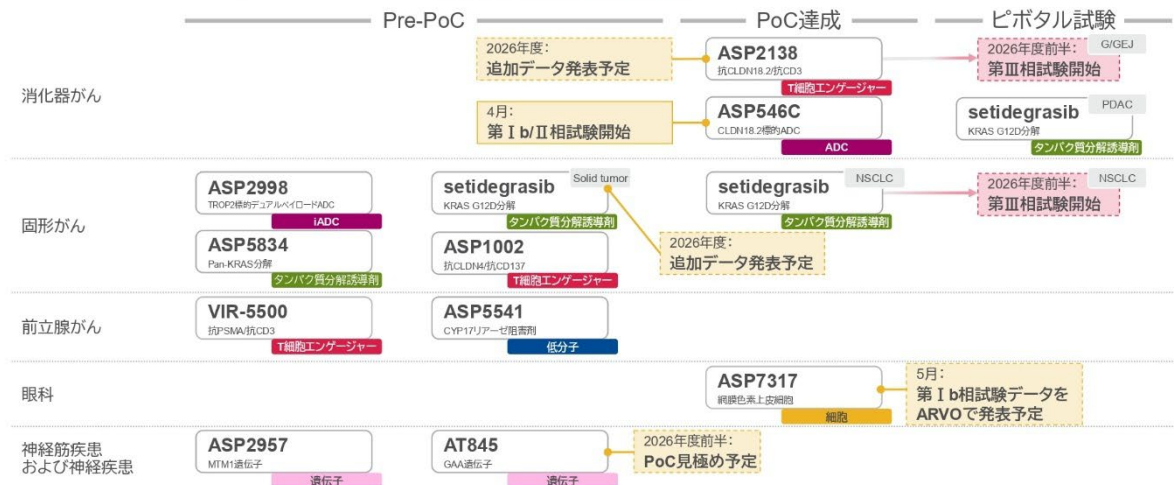 Pre-PoC
PoC達成
ピボタル試験
消化器がん
2026年度：
追加データ発表予定
ASP2138
抗CLDN18.2/抗CD3
T細胞エンゲージャー
G/GEJ
2026年度前半：
第Ⅲ相試験開始
4月：
第Ⅰb/Ⅱ相試験開始
ASP546C
CLDN18.2標的ADC
ADC
PDAC
setidegrasib
KRAS G12D分解
タンパク質分解誘導剤
固形がん
ASP2998
TROP2標的デュアルペイロードADC
iADC
Solid tumor
setidegrasib
KRAS G12D分解
タンパク質分解誘導剤
NSCLC
setidegrasib
KRAS G12D分解
タンパク質分解誘導剤
NSCLC
2026年度前半：
第Ⅲ相試験開始
ASP5834
Pan-KRAS分解
タンパク質分解誘導剤
ASP1002
抗CLDN4/抗CD137
T細胞エンゲージャー
2026年度：
追加データ発表予定
前立腺がん
VIR-5500
抗PSMA/抗CD3
T細胞エンゲージャー
ASP5541
CYP17リアーゼ阻害剤
低分子
眼科
ASP7317
網膜色素上皮細胞
細胞
5月：
第Ⅰb相試験データを
ARVOで発表予定
神経筋疾患
および神経疾患
ASP2957
MTM1遺伝子
遺伝子
AT845
GAA遺伝子
遺伝子
2026年度前半：
PoC見極め予定